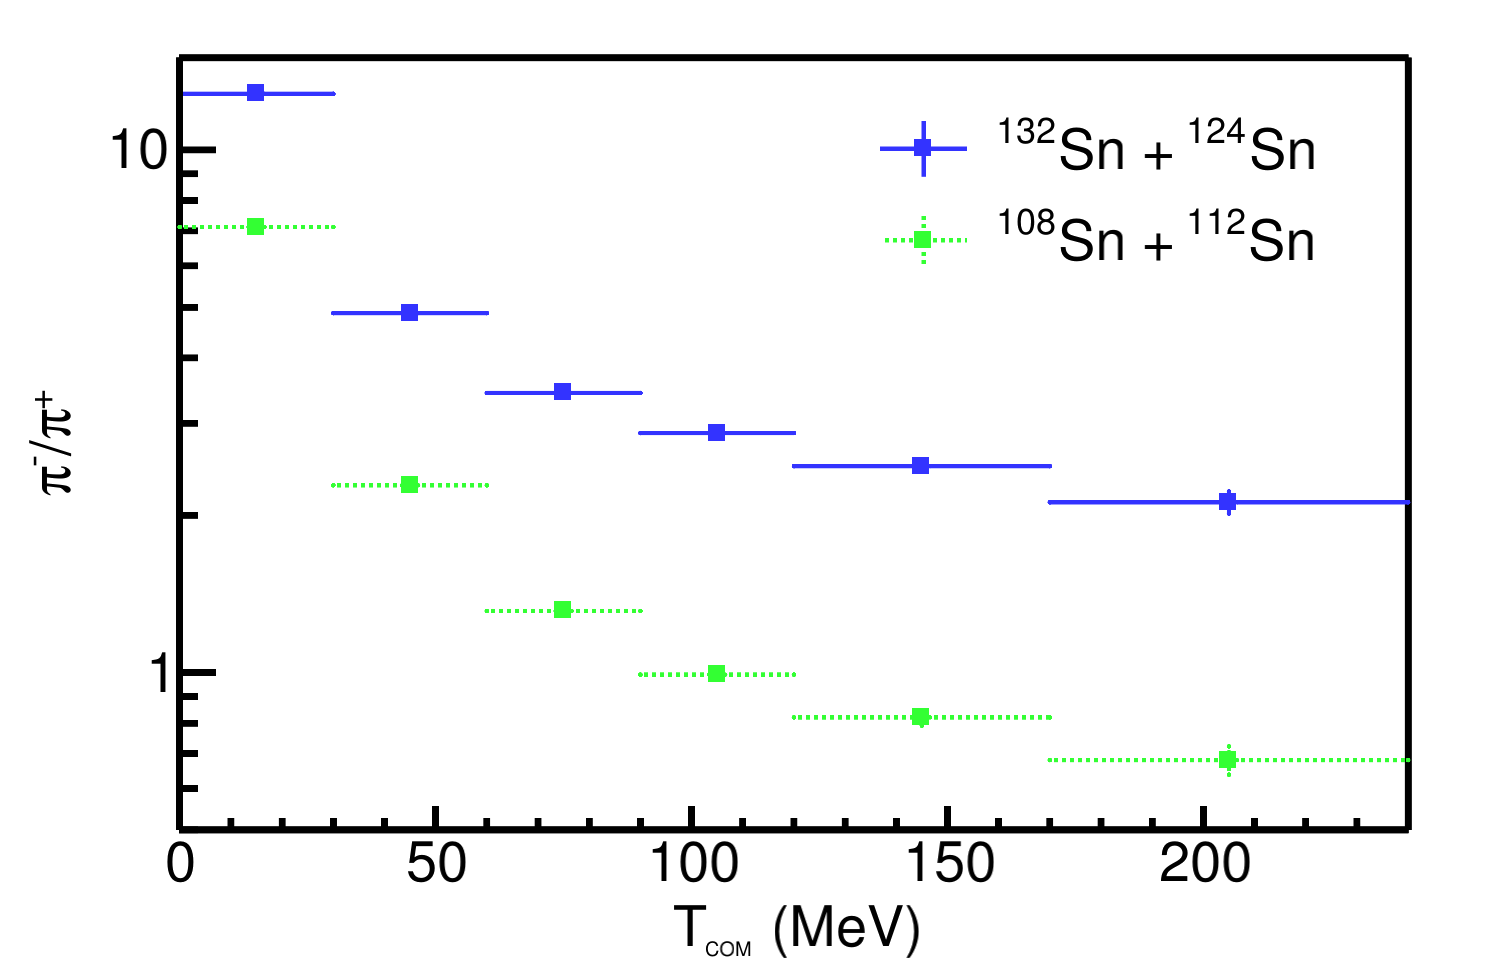 10
1
π⁻/π⁺
¹³²Sn + ¹²⁴Sn
¹⁰⁸Sn + ¹¹²Sn
0 50 100 150 200
T_COM (MeV)